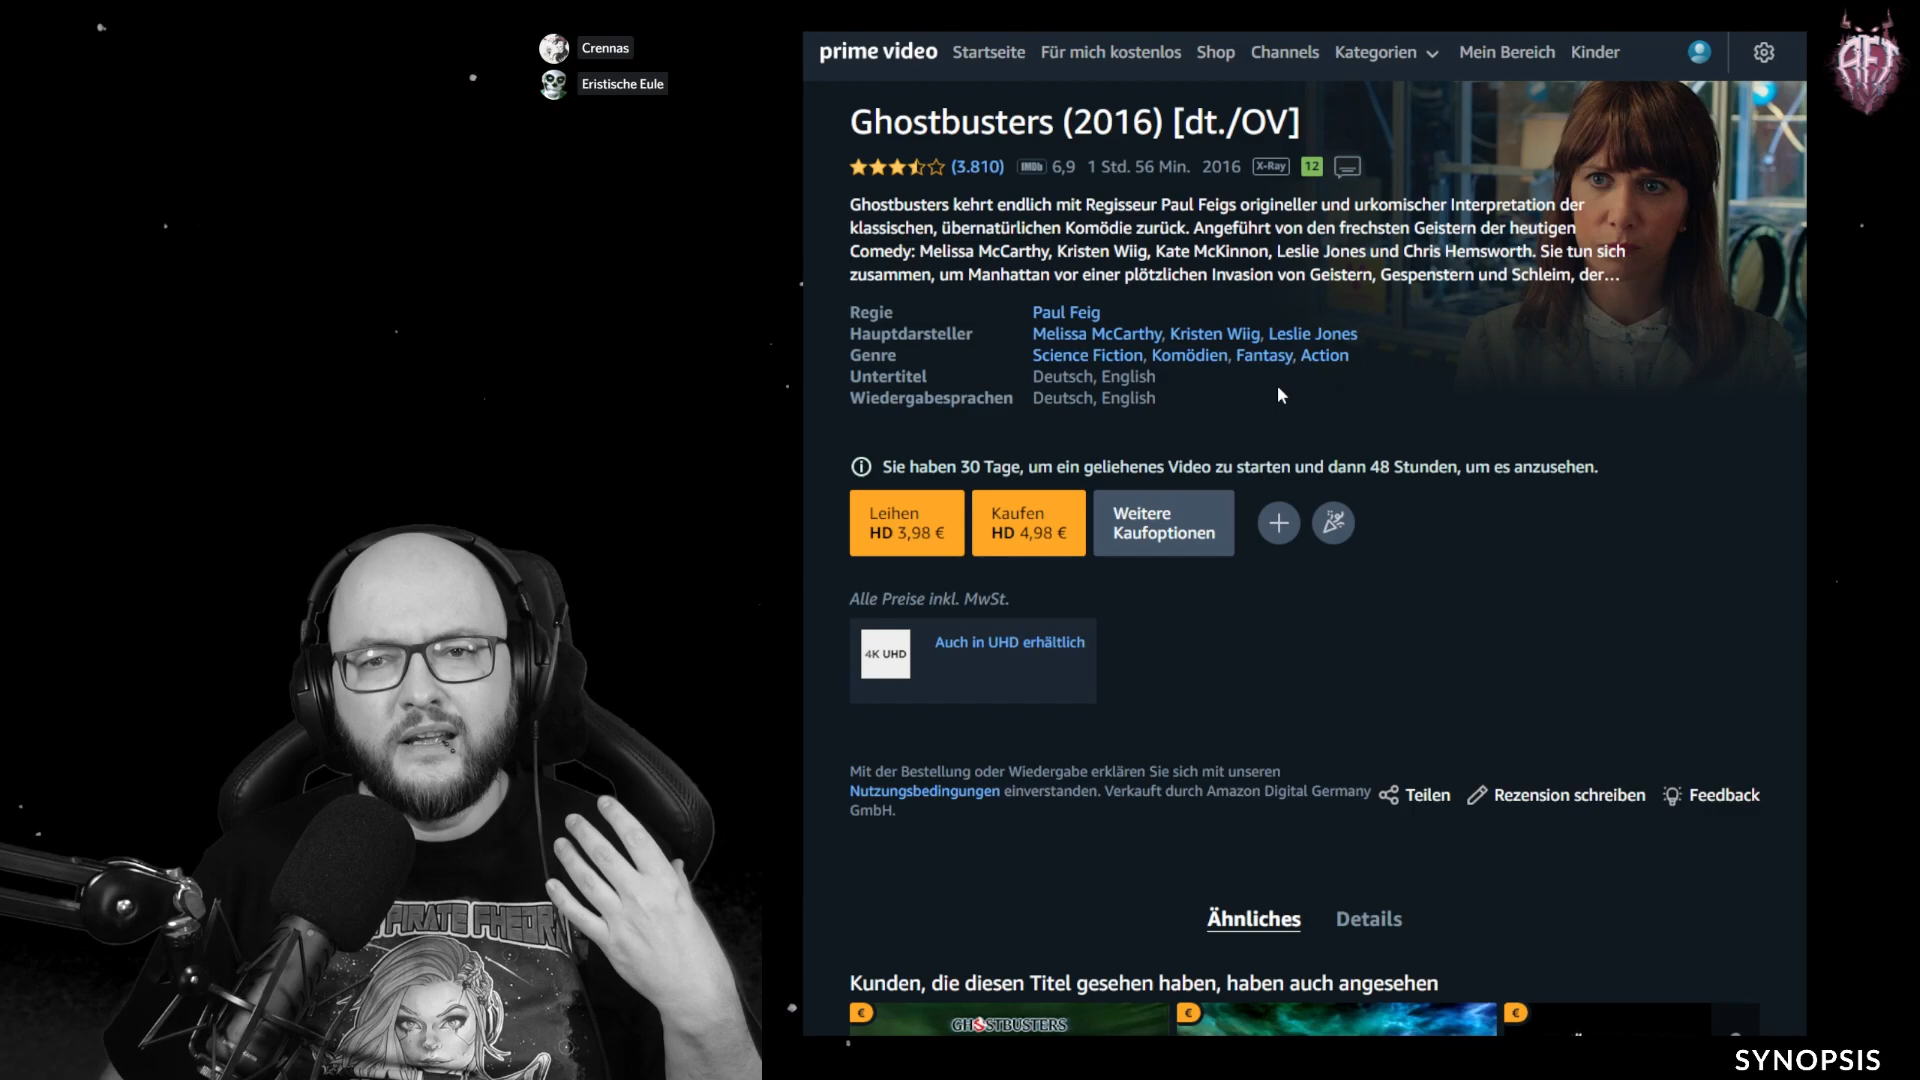 Crennas
Eristische Eule
prime video Startseite Für mich kostenlos Shop Channels Kategorien Mein Bereich Kinder
AFT
Ghostbusters (2016) [dt./OV]
(3.810) IMDb 6,9 1 Std. 56 Min. 2016 X-Ray 12
Ghostbusters kehrt endlich mit Regisseur Paul Feigs origineller und urkomischer Interpretation der
klassischen, übernatürlichen Komödie zurück. Angeführt von den frechsten Geistern der heutigen
Comedy: Melissa McCarthy, Kristen Wiig, Kate McKinnon, Leslie Jones und Chris Hemsworth. Sie tun sich
zusammen, um Manhattan vor einer plötzlichen Invasion von Geistern, Gespenstern und Schleim, der...
Regie Paul Feig
Hauptdarsteller Melissa McCarthy, Kristen Wiig, Leslie Jones
Genre Science Fiction, Komödien, Fantasy, Action
Untertitel Deutsch, English
Wiedergabesprachen Deutsch, English
Sie haben 30 Tage, um ein geliehenes Video zu starten und dann 48 Stunden, um es anzusehen.
Leihen
HD 3,98 €
Kaufen
HD 4,98 €
Weitere
Kaufoptionen
Alle Preise inkl. MwSt.
4K UHD
Auch in UHD erhältlich
Mit der Bestellung oder Wiedergabe erklären Sie sich mit unseren
Nutzungsbedingungen einverstanden. Verkauft durch Amazon Digital Germany
GmbH.
Teilen Rezension schreiben Feedback
Ähnliches Details
Kunden, die diesen Titel gesehen haben, haben auch angesehen
€ GHOSTBUSTERS € €
PIRATE
SYNOPSIS